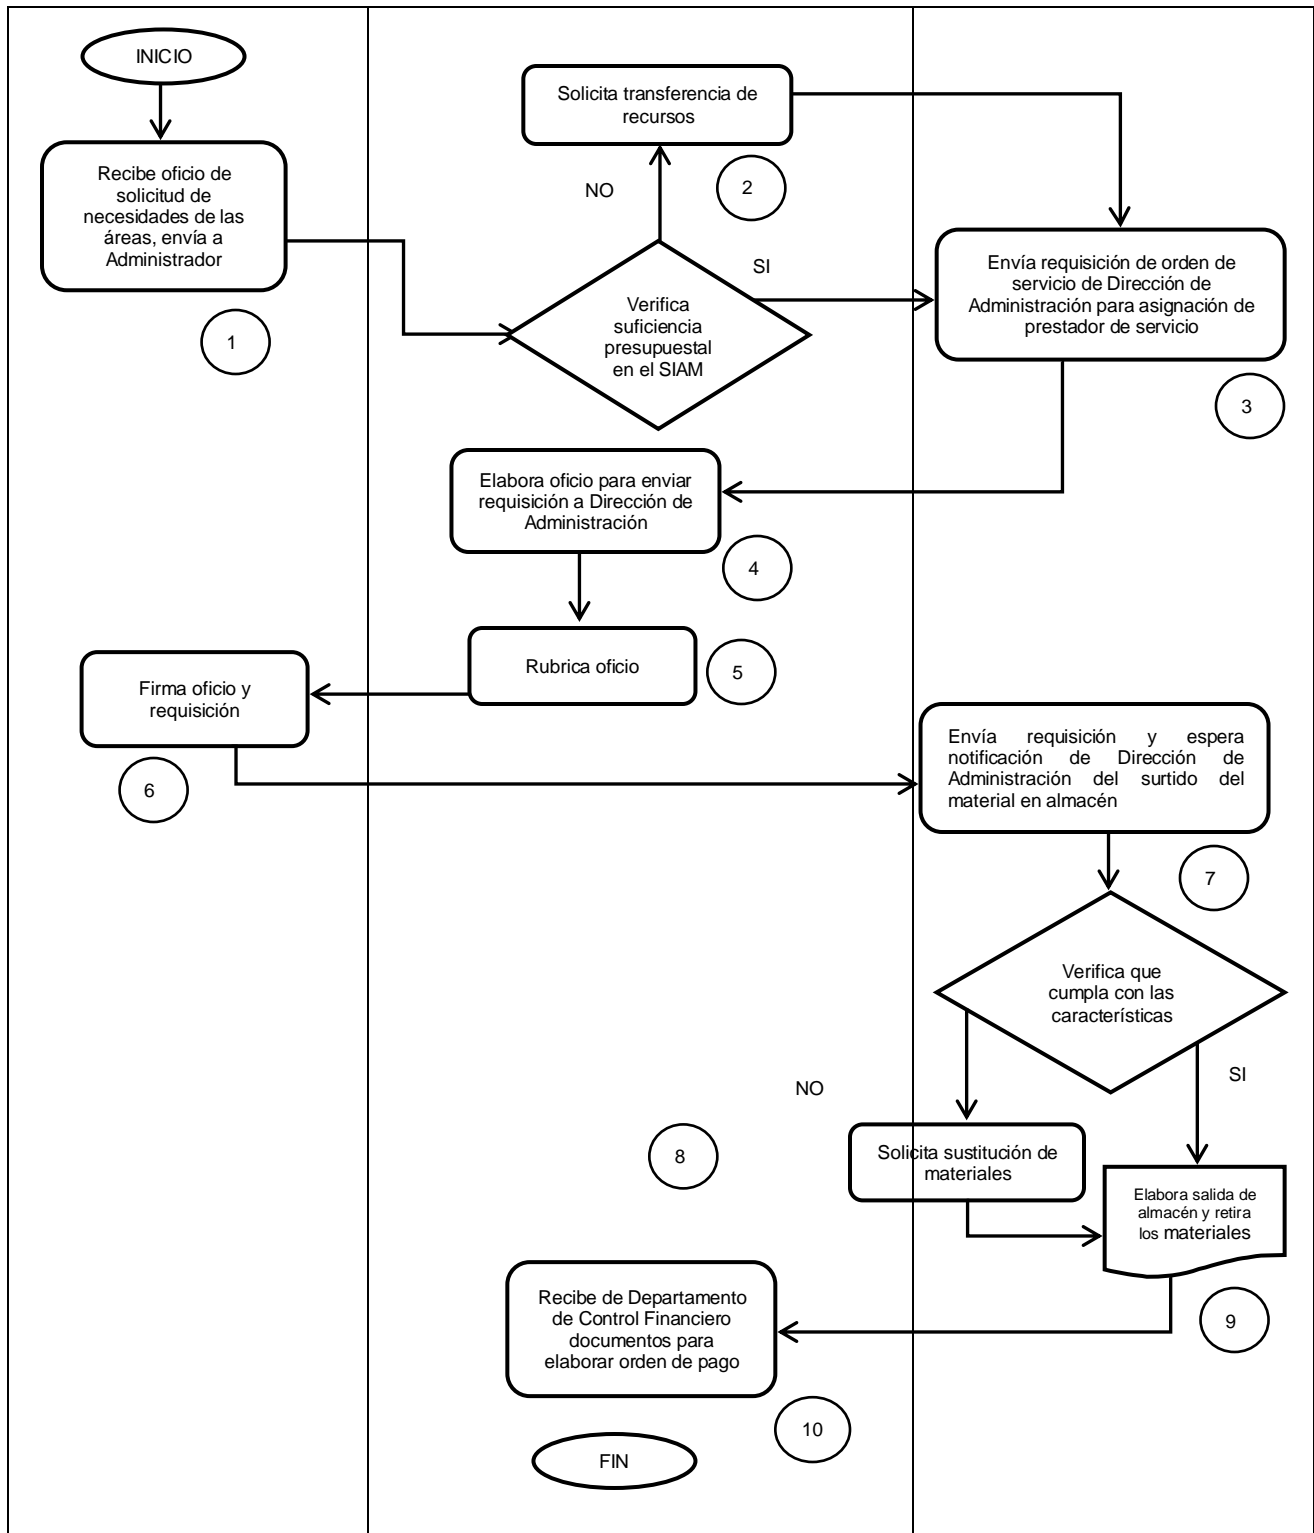 INICIO
Solicita transferencia de
recursos
Recibe oficio de
solicitud de
necesidades de las
áreas, envía a
Administrador
NO
2
SI
Envía requisición de orden de
servicio de Dirección de
Administración para asignación de
prestador de servicio
Verifica
suficiencia
presupuestal
en el SIAM
1
3
Elabora oficio para enviar
requisición a Dirección de
Administración
4
Rubrica oficio
5
Firma oficio y
requisición
6
Envía requisición y espera
notificación de Dirección de
Administración del surtido del
material en almacén
7
Verifica que
cumpla con las
características
NO
SI
8
Solicita sustitución de
materiales
Elabora salida de
almacén y retira
los materiales
9
Recibe de Departamento
de Control Financiero
documentos para
elaborar orden de pago
10
FIN